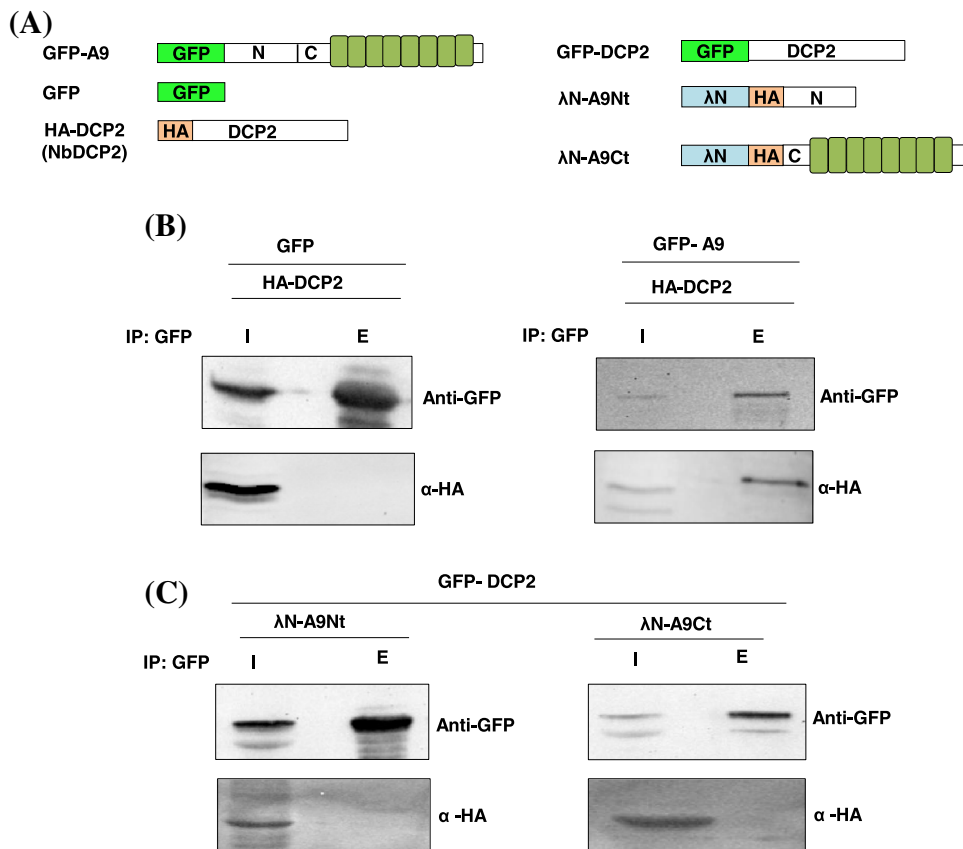 (A)
GFP-A9 GFP N C
GFP GFP
HA-DCP2 HA DCP2
(NbDCP2)
GFP-DCP2 GFP DCP2
λN-A9Nt λN HA N
λN-A9Ct λN HA C
(B)
GFP
HA-DCP2
IP: GFP I E
Anti-GFP
α-HA
GFP- A9
HA-DCP2
IP: GFP I E
Anti-GFP
α-HA
(C)
GFP- DCP2
λN-A9Nt
IP: GFP I E
Anti-GFP
α -HA
λN-A9Ct
I E
Anti-GFP
α -HA